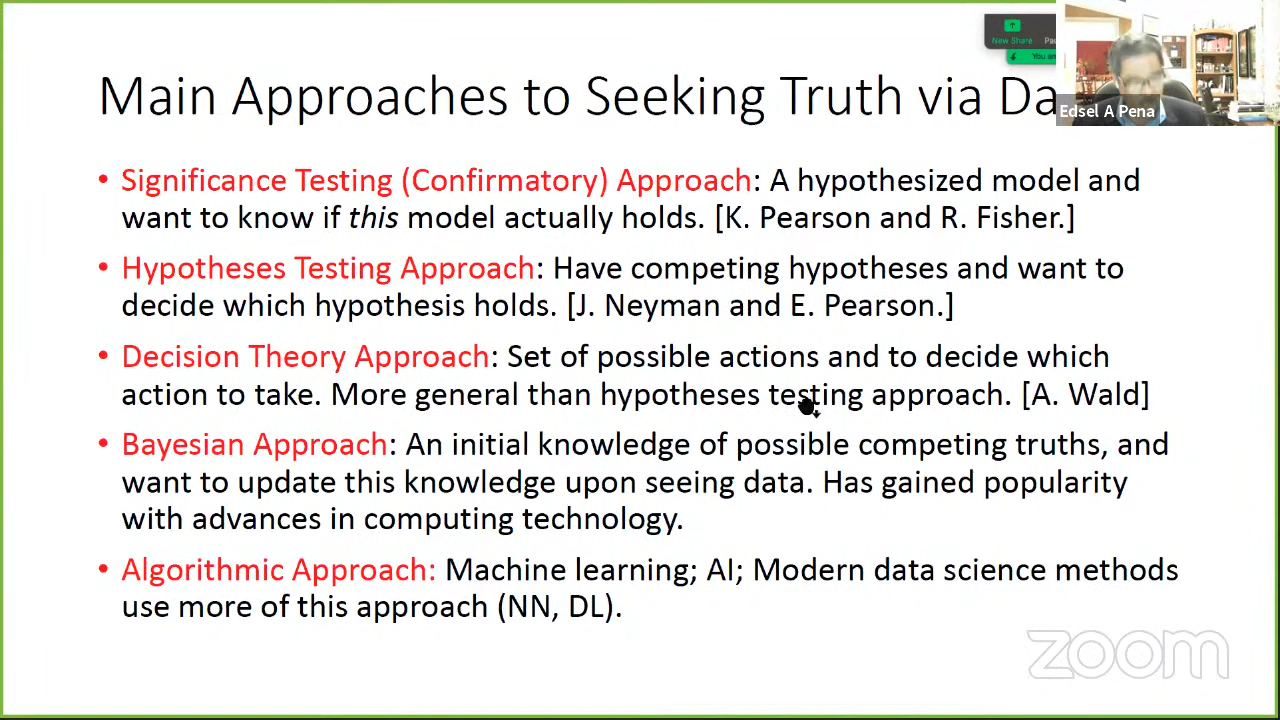 New Share
Pau
You are
Main Approaches to Seeking Truth via Da
Edsel A Pena
• Significance Testing (Confirmatory) Approach: A hypothesized model and
want to know if this model actually holds. [K. Pearson and R. Fisher.]
• Hypotheses Testing Approach: Have competing hypotheses and want to
decide which hypothesis holds. [J. Neyman and E. Pearson.]
• Decision Theory Approach: Set of possible actions and to decide which
action to take. More general than hypotheses testing approach. [A. Wald]
• Bayesian Approach: An initial knowledge of possible competing truths, and
want to update this knowledge upon seeing data. Has gained popularity
with advances in computing technology.
• Algorithmic Approach: Machine learning; AI; Modern data science methods
use more of this approach (NN, DL).
zoom